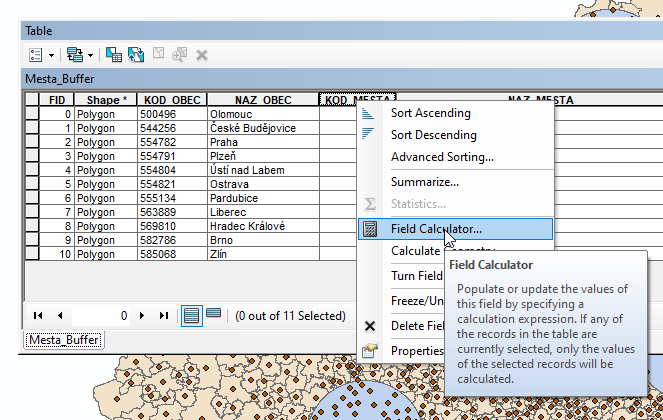 Table
Mesta_Buffer
FID Shape * KOD_OBEC NAZ_OBEC KOD_MESTA NAZ_MESTA
0 Polygon 500496 Olomouc
1 Polygon 544256 České Budějovice
2 Polygon 554782 Praha
3 Polygon 554791 Plzeň
4 Polygon 554804 Ústí nad Labem
5 Polygon 554821 Ostrava
6 Polygon 555134 Pardubice
7 Polygon 563889 Liberec
8 Polygon 569810 Hradec Králové
9 Polygon 582786 Brno
10 Polygon 585068 Zlín
Sort Ascending
Sort Descending
Advanced Sorting...
Summarize...
Σ Statistics...
Field Calculator...
Calculate
Turn Field
Freeze/Un
Delete Fiel
Properties
Field Calculator
Populate or update the values
of this field by specifying a
calculation expression. If any of
the records in the table are
currently selected, only the values
of the selected records will be
calculated.
0 (0 out of 11 Selected)
Mesta_Buffer